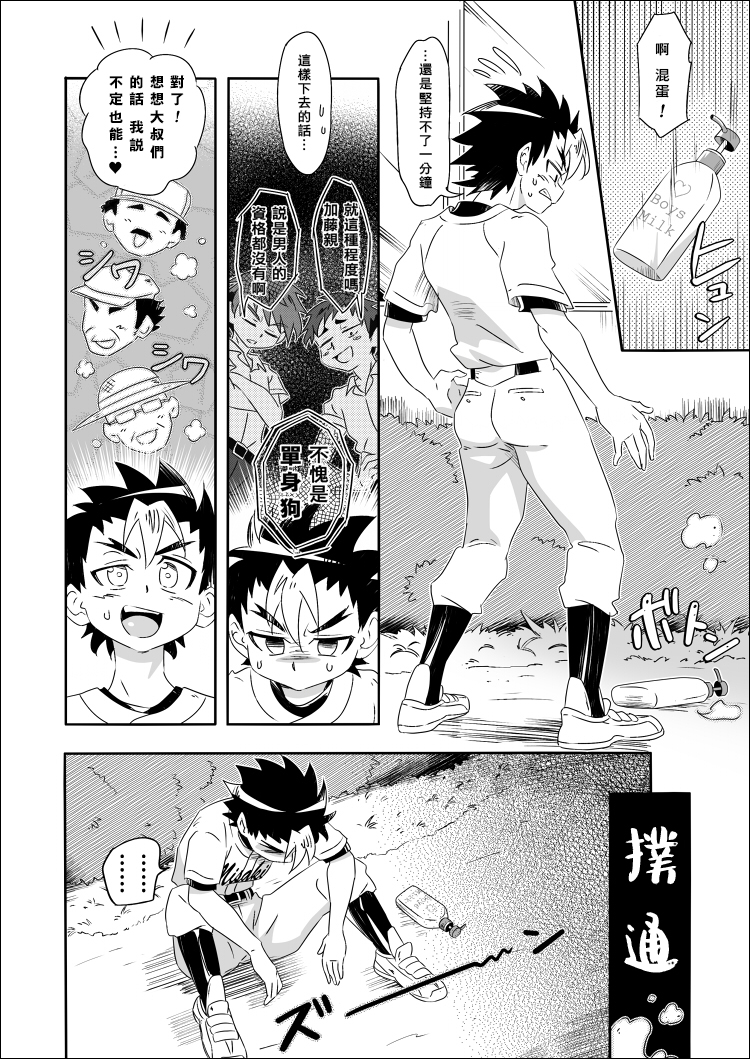 啊 混蛋！
Boys
Milk
ヒュン
…還是堅持不了一分鐘
ボトン
這樣下去的話…
就這種程度嗎
加藤親
説是男人的
資格都沒有啊
不愧是
單身狗
對了！
想想大叔們
的話 我説
不定也能…♥
シワ
シワ
撲通
……
Misaki
ズーーン